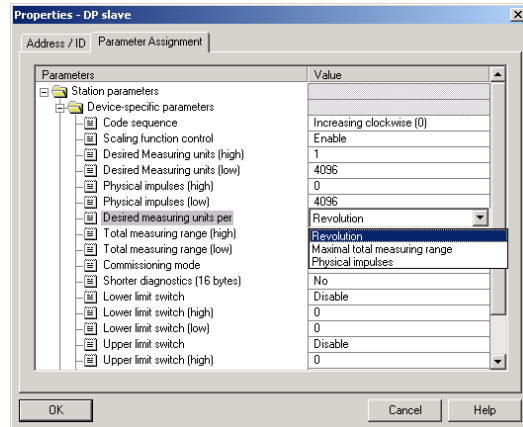 Properties - DP slave
Address / ID Parameter Assignment
Parameters Value
Station parameters
Device-specific parameters
Code sequence Increasing clockwise (0)
Scaling function control Enable
Desired Measuring units (high) 1
Desired Measuring units (low) 4096
Physical impulses (high) 0
Physical impulses (low) 4096
Desired measuring units per Revolution
Total measuring range (high) Revolution
Total measuring range (low) Maximal total measuring range
Commissioning mode Physical impulses
Shorter diagnostics (16 bytes) No
Lower limit switch Disable
Lower limit switch (high) 0
Lower limit switch (low) 0
Upper limit switch Disable
Upper limit switch (high) 0
OK Cancel Help